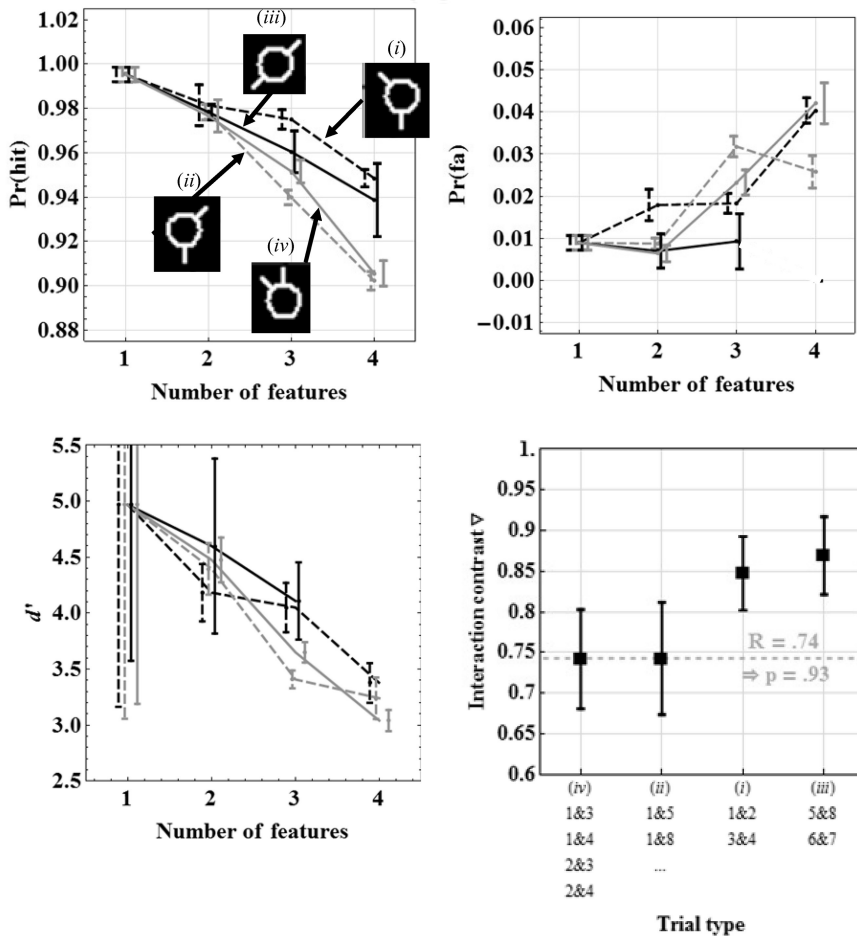 (iii)
(i)
(ii)
(iv)
Pr(hit)
1.02
1.00
0.98
0.96
0.94
0.92
0.90
0.88
1 2 3 4
Number of features
Pr(fa)
0.06
0.05
0.04
0.03
0.02
0.01
0.00
−0.01
1 2 3 4
Number of features
d'
5.5
5.0
4.5
4.0
3.5
3.0
2.5
1 2 3 4
Number of features
Interaction contrast ∇
1.
0.95
0.9
0.85
0.8
0.75
0.7
0.65
0.6
R = .74
⇒ p = .93
(iv) (ii) (i) (iii)
1&3 1&5 1&2 5&8
1&4 1&8 3&4 6&7
2&3 ...
2&4
Trial type